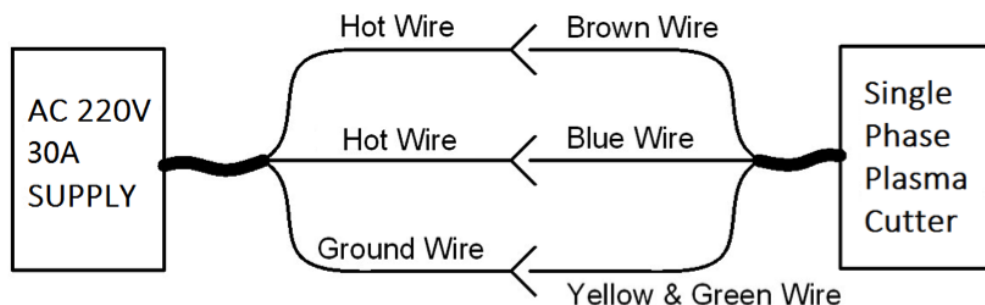 Hot Wire
Brown Wire
AC 220V
30A
SUPPLY
Hot Wire
Blue Wire
Single
Phase
Plasma
Cutter
Ground Wire
Yellow & Green Wire